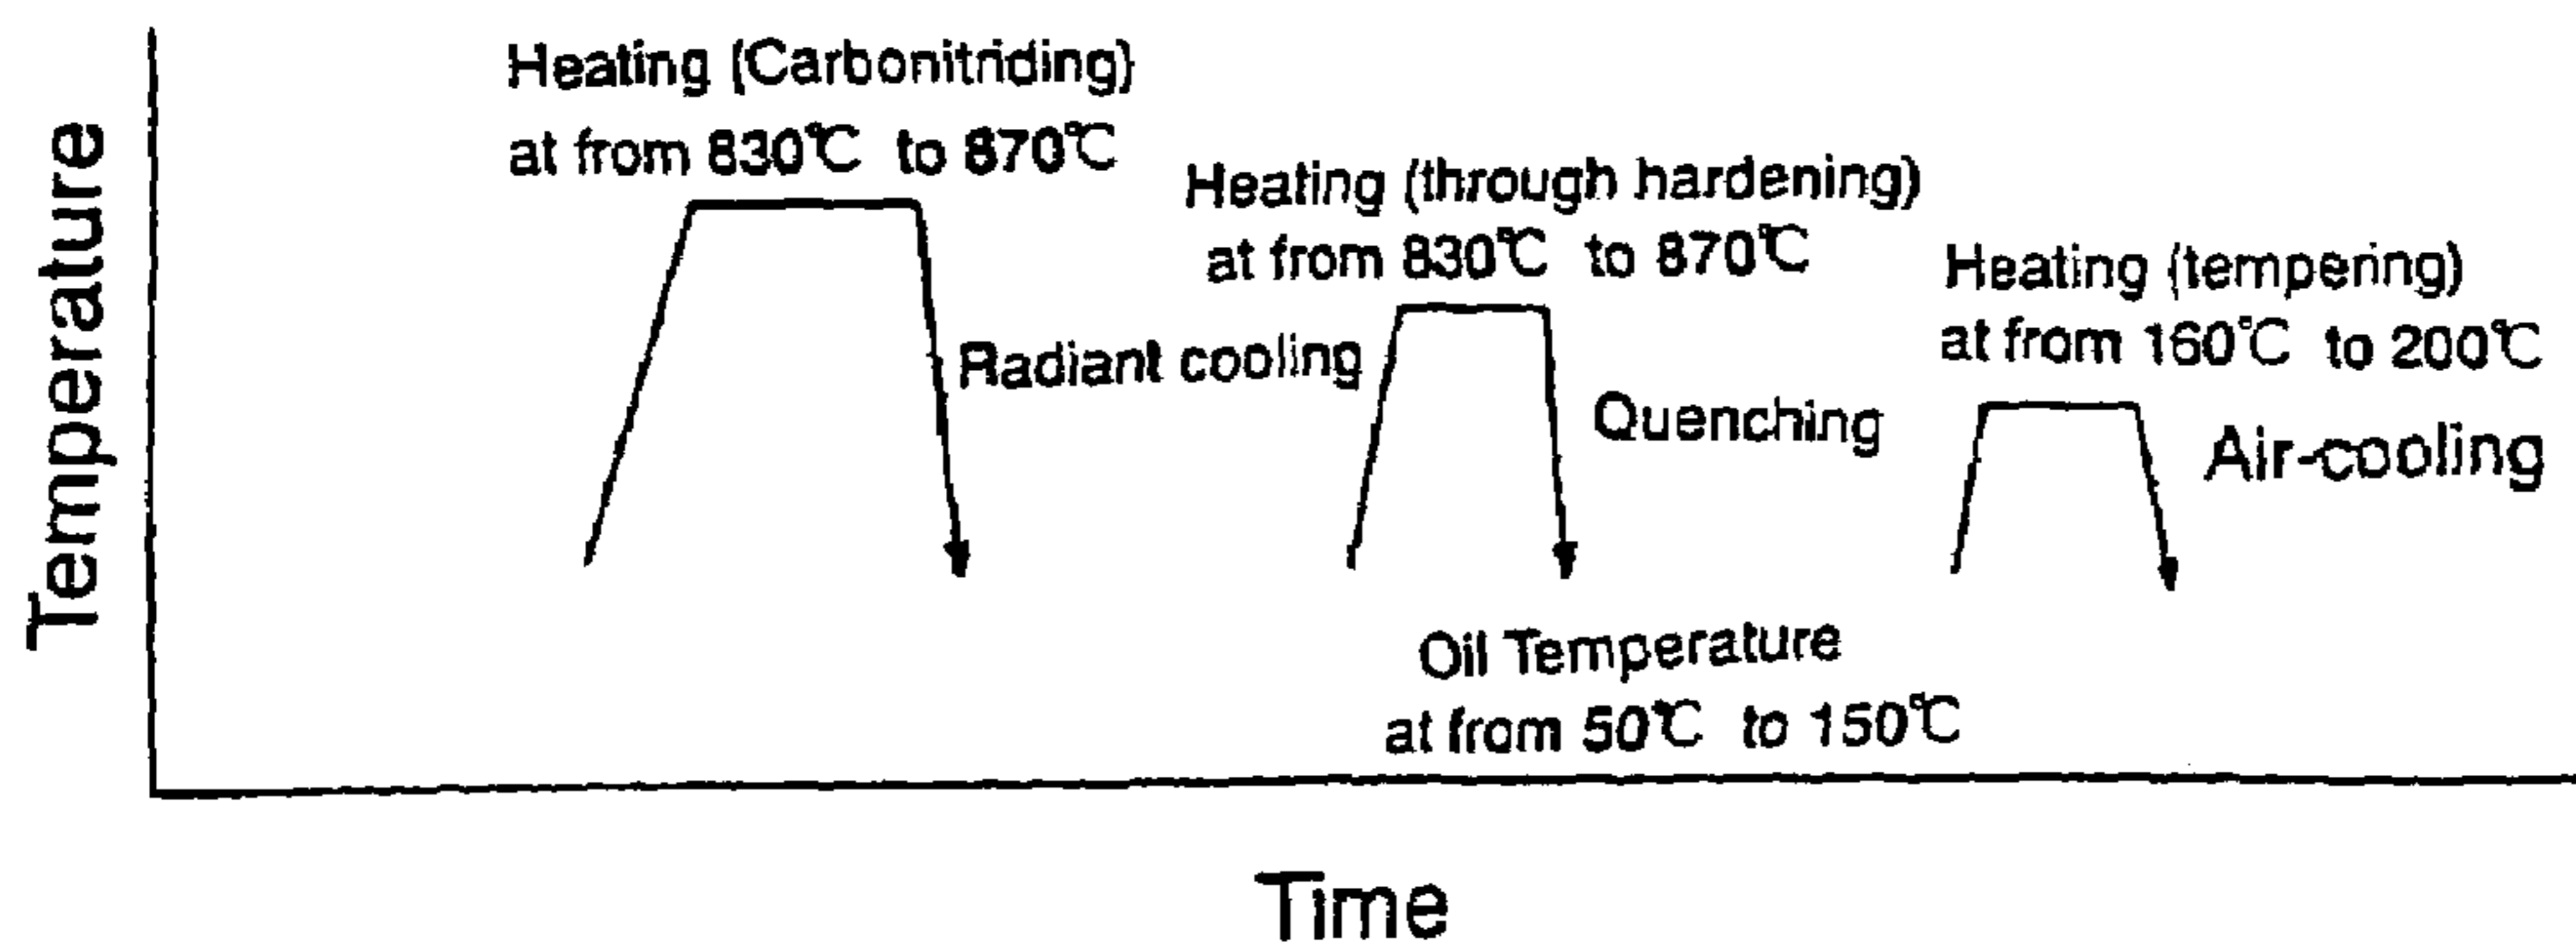 Temperature
Heating (Carbonitriding)
at from 830℃ to 870℃
Radiant cooling
Heating (through hardening)
at from 830℃ to 870℃
Quenching
Oil Temperature
at from 50℃ to 150℃
Heating (tempering)
at from 160℃ to 200℃
Air-cooling
Time